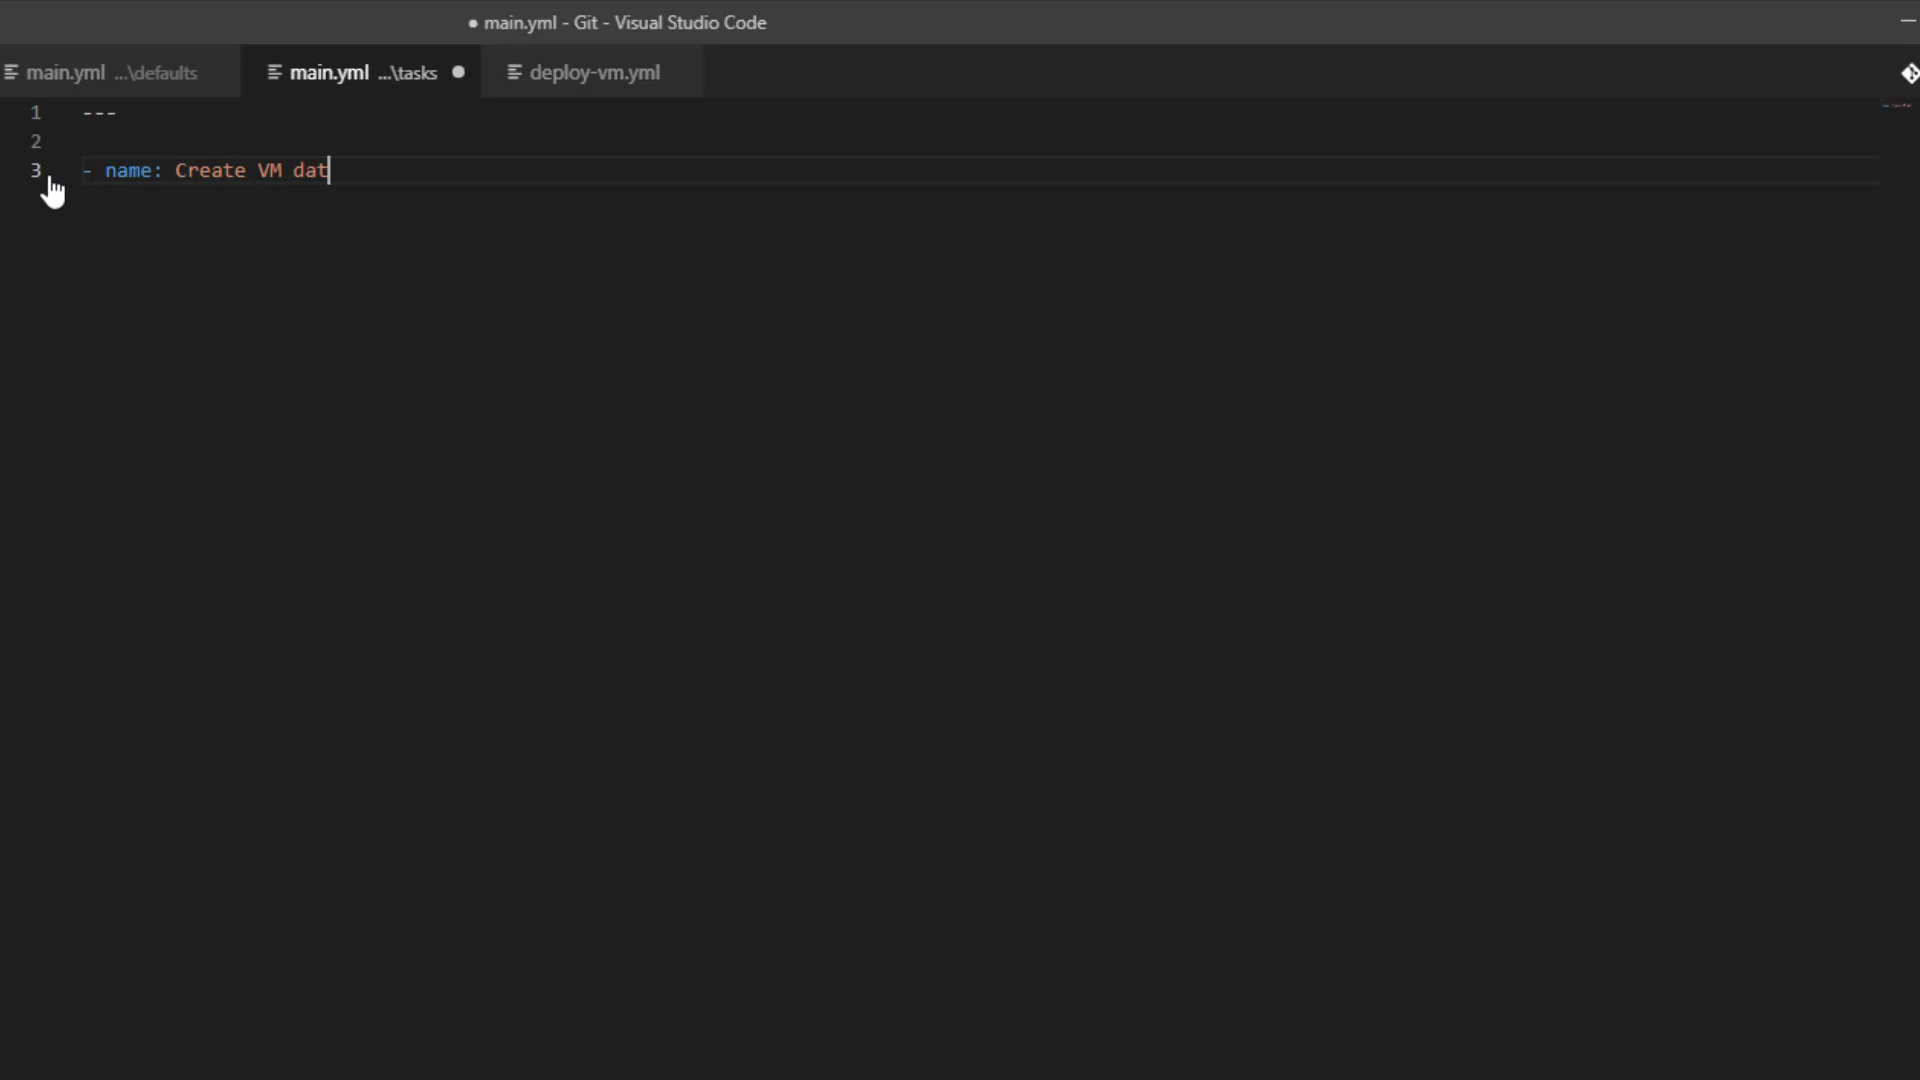 ● main.yml - Git - Visual Studio Code
main.yml ...\defaults
main.yml ...\tasks
deploy-vm.yml
1 ---
2
3 - name: Create VM dat